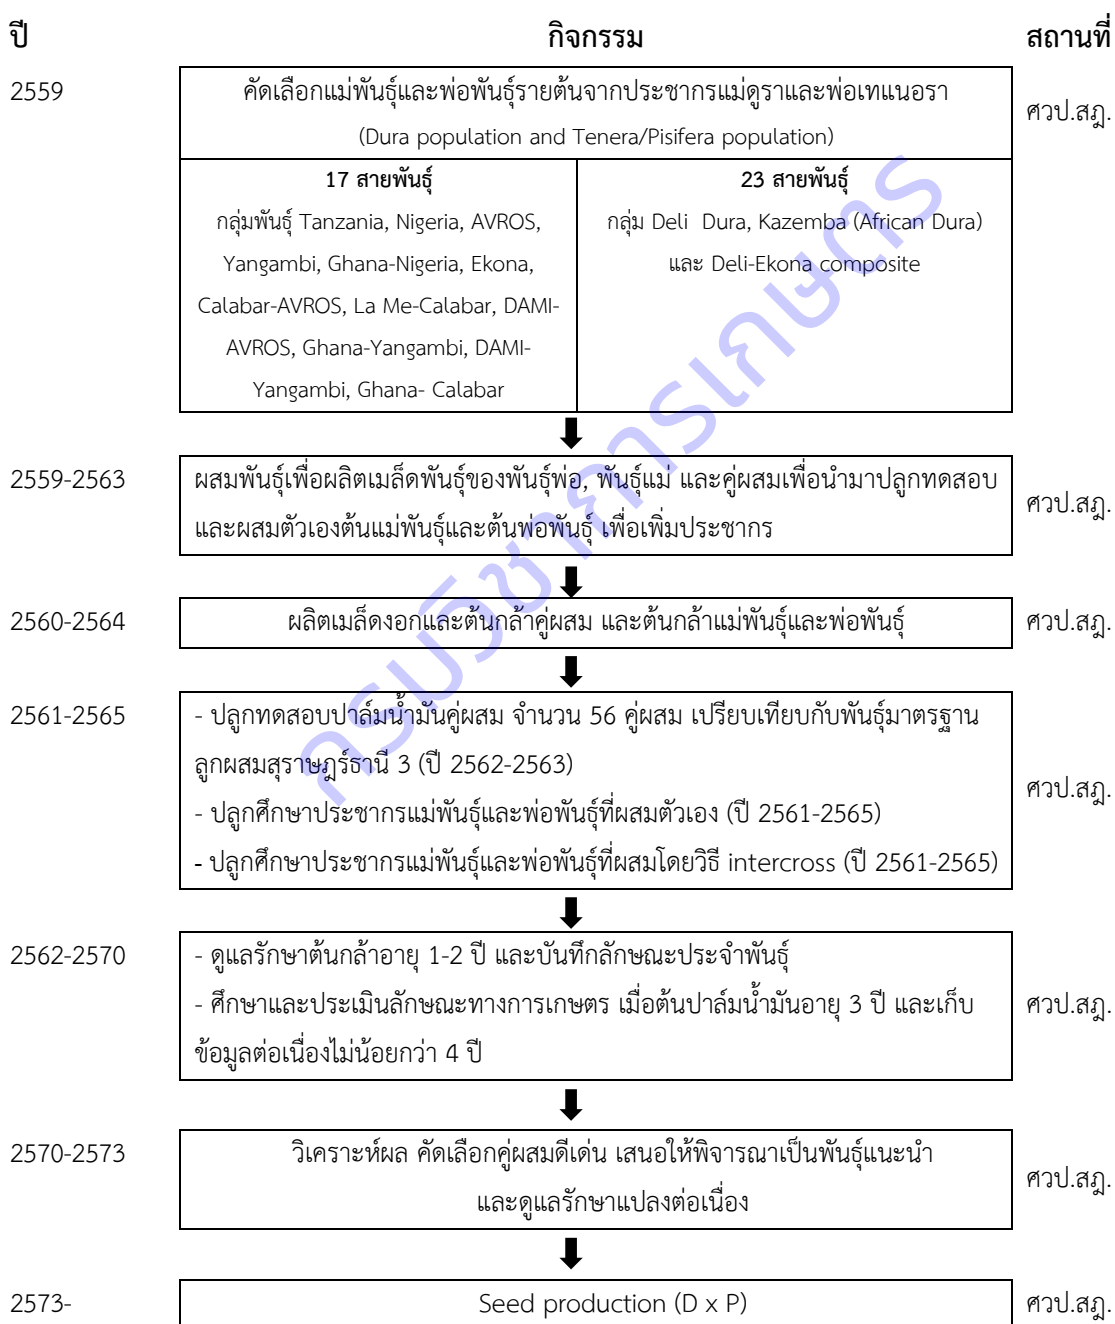 ปี กิจกรรม สถานที่
2559
คัดเลือกแม่พันธุ์และพ่อพันธุ์รายต้นจากประชากรแม่ดูราและพ่อเทแนอรา
(Dura population and Tenera/Pisifera population)
ศวป.สฎ.
17 สายพันธุ์
กลุ่มพันธุ์ Tanzania, Nigeria, AVROS,
Yangambi, Ghana-Nigeria, Ekona,
Calabar-AVROS, La Me-Calabar, DAMI-
AVROS, Ghana-Yangambi, DAMI-
Yangambi, Ghana- Calabar
23 สายพันธุ์
กลุ่ม Deli Dura, Kazemba (African Dura)
และ Deli-Ekona composite
2559-2563
ผสมพันธุ์เพื่อผลิตเมล็ดพันธุ์ของพันธุ์พ่อ, พันธุ์แม่ และคู่ผสมเพื่อนำมาปลูกทดสอบ
และผสมตัวเองต้นแม่พันธุ์และต้นพ่อพันธุ์ เพื่อเพิ่มประชากร
ศวป.สฎ.
2560-2564
ผลิตเมล็ดงอกและต้นกล้าคู่ผสม และต้นกล้าแม่พันธุ์และพ่อพันธุ์
ศวป.สฎ.
2561-2565
- ปลูกทดสอบปาล์มน้ำมันคู่ผสม จำนวน 56 คู่ผสม เปรียบเทียบกับพันธุ์มาตรฐาน
ลูกผสมสุราษฎร์ธานี 3 (ปี 2562-2563)
- ปลูกศึกษาประชากรแม่พันธุ์และพ่อพันธุ์ที่ผสมตัวเอง (ปี 2561-2565)
- ปลูกศึกษาประชากรแม่พันธุ์และพ่อพันธุ์ที่ผสมโดยวิธี intercross (ปี 2561-2565)
ศวป.สฎ.
2562-2570
- ดูแลรักษาต้นกล้าอายุ 1-2 ปี และบันทึกลักษณะประจำพันธุ์
- ศึกษาและประเมินลักษณะทางการเกษตร เมื่อต้นปาล์มน้ำมันอายุ 3 ปี และเก็บ
ข้อมูลต่อเนื่องไม่น้อยกว่า 4 ปี
ศวป.สฎ.
2570-2573
วิเคราะห์ผล คัดเลือกคู่ผสมดีเด่น เสนอให้พิจารณาเป็นพันธุ์แนะนำ
และดูแลรักษาแปลงต่อเนื่อง
ศวป.สฎ.
2573-
Seed production (D x P)
ศวป.สฎ.
กรมวิชาการเกษตร